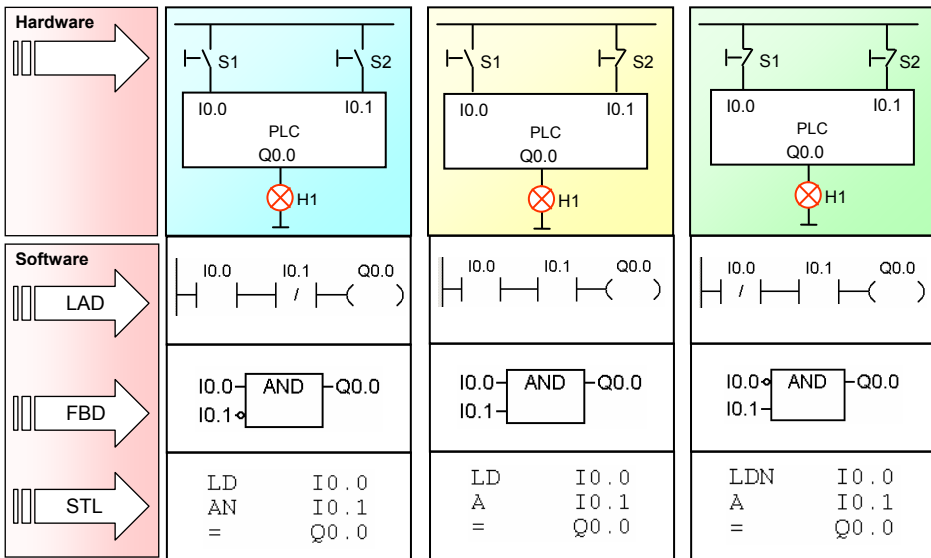 Hardware
S1 S2
I0.0 I0.1
PLC
Q0.0
H1
S1 S2
I0.0 I0.1
PLC
Q0.0
H1
S1 S2
I0.0 I0.1
PLC
Q0.0
H1
Software
LAD
I0.0 I0.1 Q0.0
/
I0.0 I0.1 Q0.0
I0.0 I0.1 Q0.0
/
FBD
I0.0 AND Q0.0
I0.1
I0.0 AND Q0.0
I0.1
I0.0 AND Q0.0
I0.1
STL
LD I0.0
AN I0.1
= Q0.0
LD I0.0
A I0.1
= Q0.0
LDN I0.0
A I0.1
= Q0.0